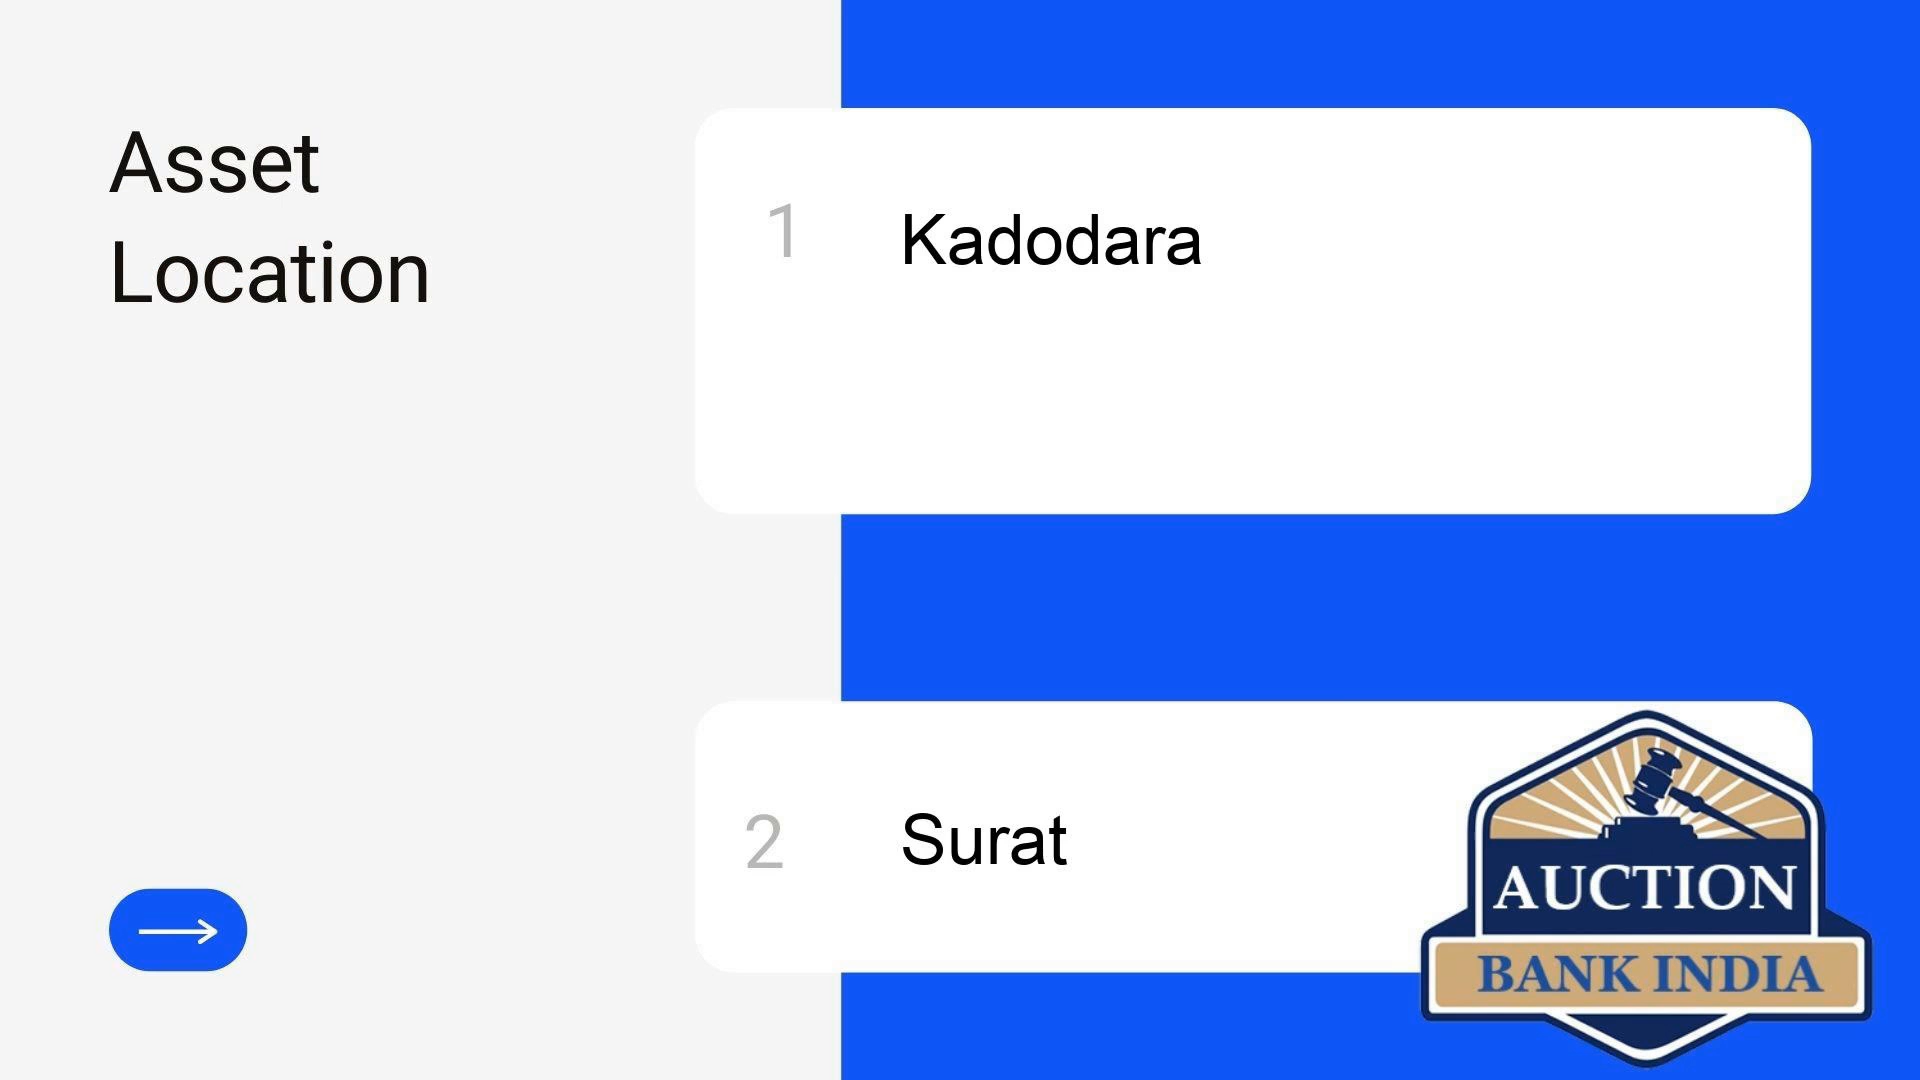 Asset
Location
1
Kadodara
2
Surat
AUCTION
BANK INDIA